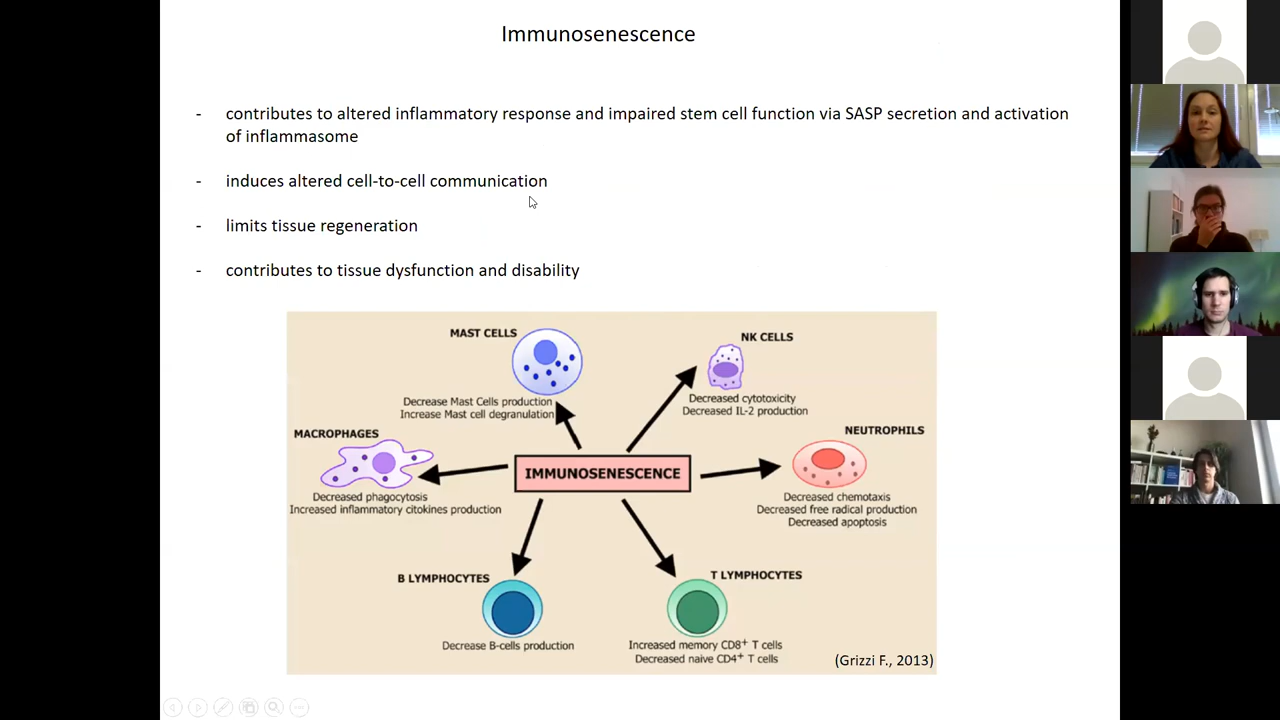 Immunosenescence
- contributes to altered inflammatory response and impaired stem cell function via SASP secretion and activation
of inflammasome
- induces altered cell-to-cell communication
- limits tissue regeneration
- contributes to tissue dysfunction and disability
MAST CELLS
Decrease Mast Cells production
Increase Mast cell degranulation
NK CELLS
Decreased cytotoxicity
Decreased IL-2 production
MACROPHAGES
Decreased phagocytosis
Increased inflammatory citokines production
IMMUNOSENESCENCE
NEUTROPHILS
Decreased chemotaxis
Decreased free radical production
Decreased apoptosis
B LYMPHOCYTES
Decrease B-cells production
T LYMPHOCYTES
Increased memory CD8+ T cells
Decreased naive CD4+ T cells
(Grizzi F., 2013)